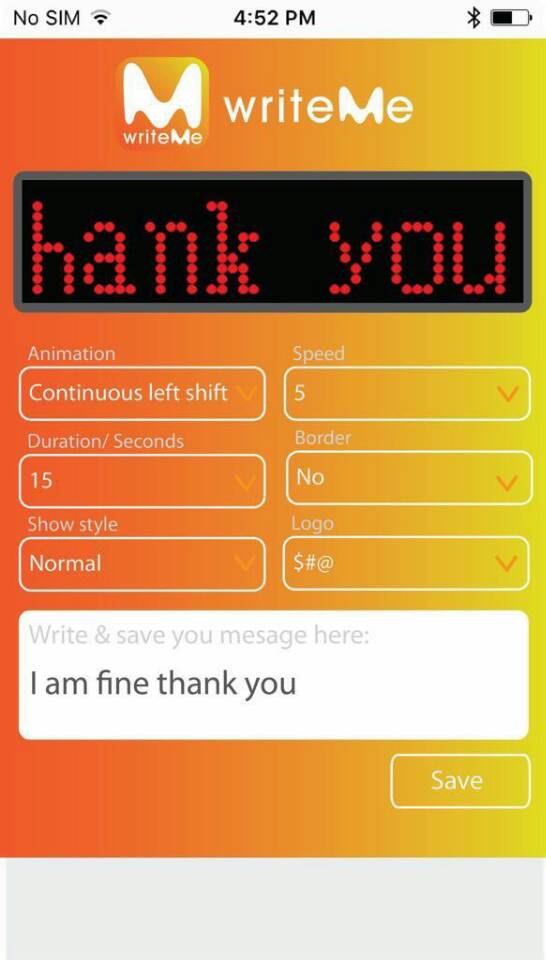 No SIM 4:52 PM
writeMe
writeMe
hank you
Animation Speed
Continuous left shift 5
Duration/ Seconds Border
15 No
Show style Logo
Normal $#@
Write & save you mesage here:
I am fine thank you
Save